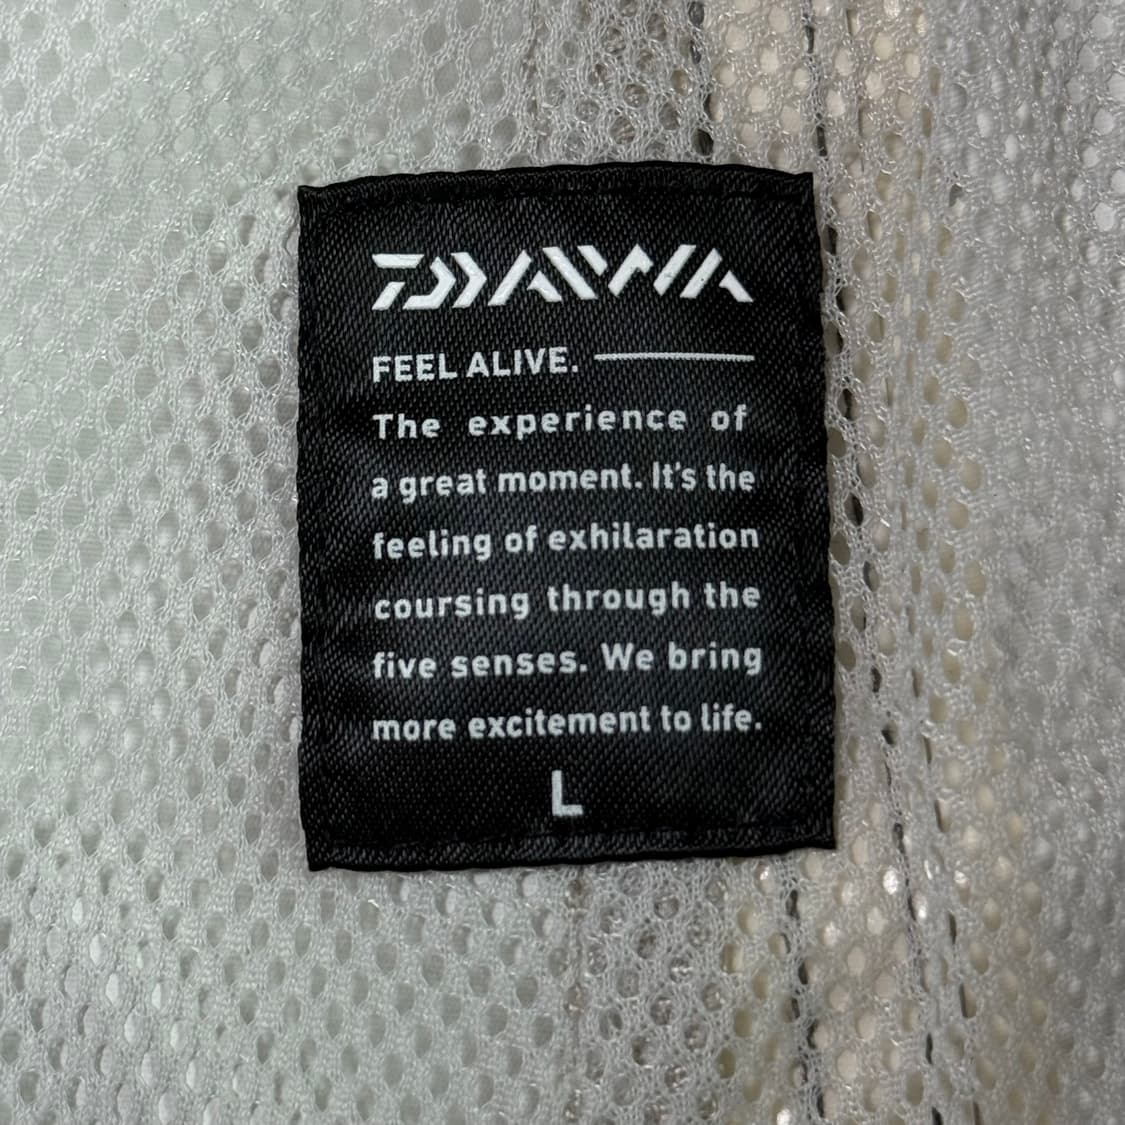 DAIWA
FEEL ALIVE.
The experience of
a great moment. It's the
feeling of exhilaration
coursing through the
five senses. We bring
more excitement to life.
L